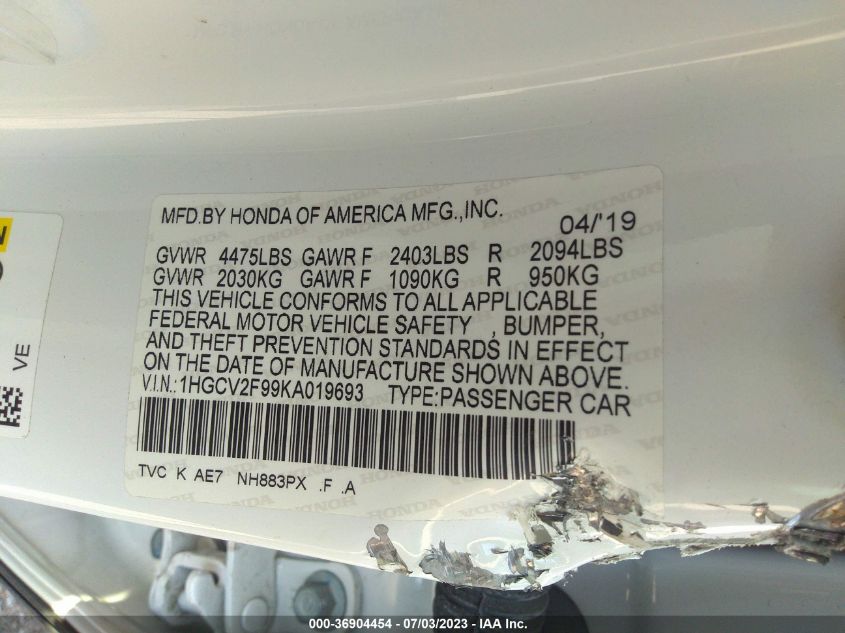 MFD.BY HONDA OF AMERICA MFG.,INC.
04/'19
GVWR 4475LBS GAWR F 2403LBS R 2094LBS
GVWR 2030KG GAWR F 1090KG R 950KG
THIS VEHICLE CONFORMS TO ALL APPLICABLE
FEDERAL MOTOR VEHICLE SAFETY , BUMPER,
AND THEFT PREVENTION STANDARDS IN EFFECT
ON THE DATE OF MANUFACTURE SHOWN ABOVE.
V.I.N.:1HGCV2F99KA019693 TYPE:PASSENGER CAR
TVC K AE7 NH883PX .F .A
VE
000-36904454 - 07/03/2023 - IAA Inc.